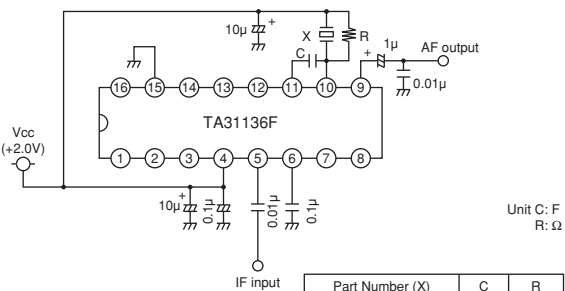 10μ
+
X
R
C
+
1μ
AF output
0.01μ
16 15 14 13 12 11 10 9
TA31136F
Vcc
(+2.0V)
1 2 3 4 5 6 7 8
10μ
+
0.1μ
0.01μ
0.1μ
Unit C: F
R: Ω
IF input
Part Number (X) C R